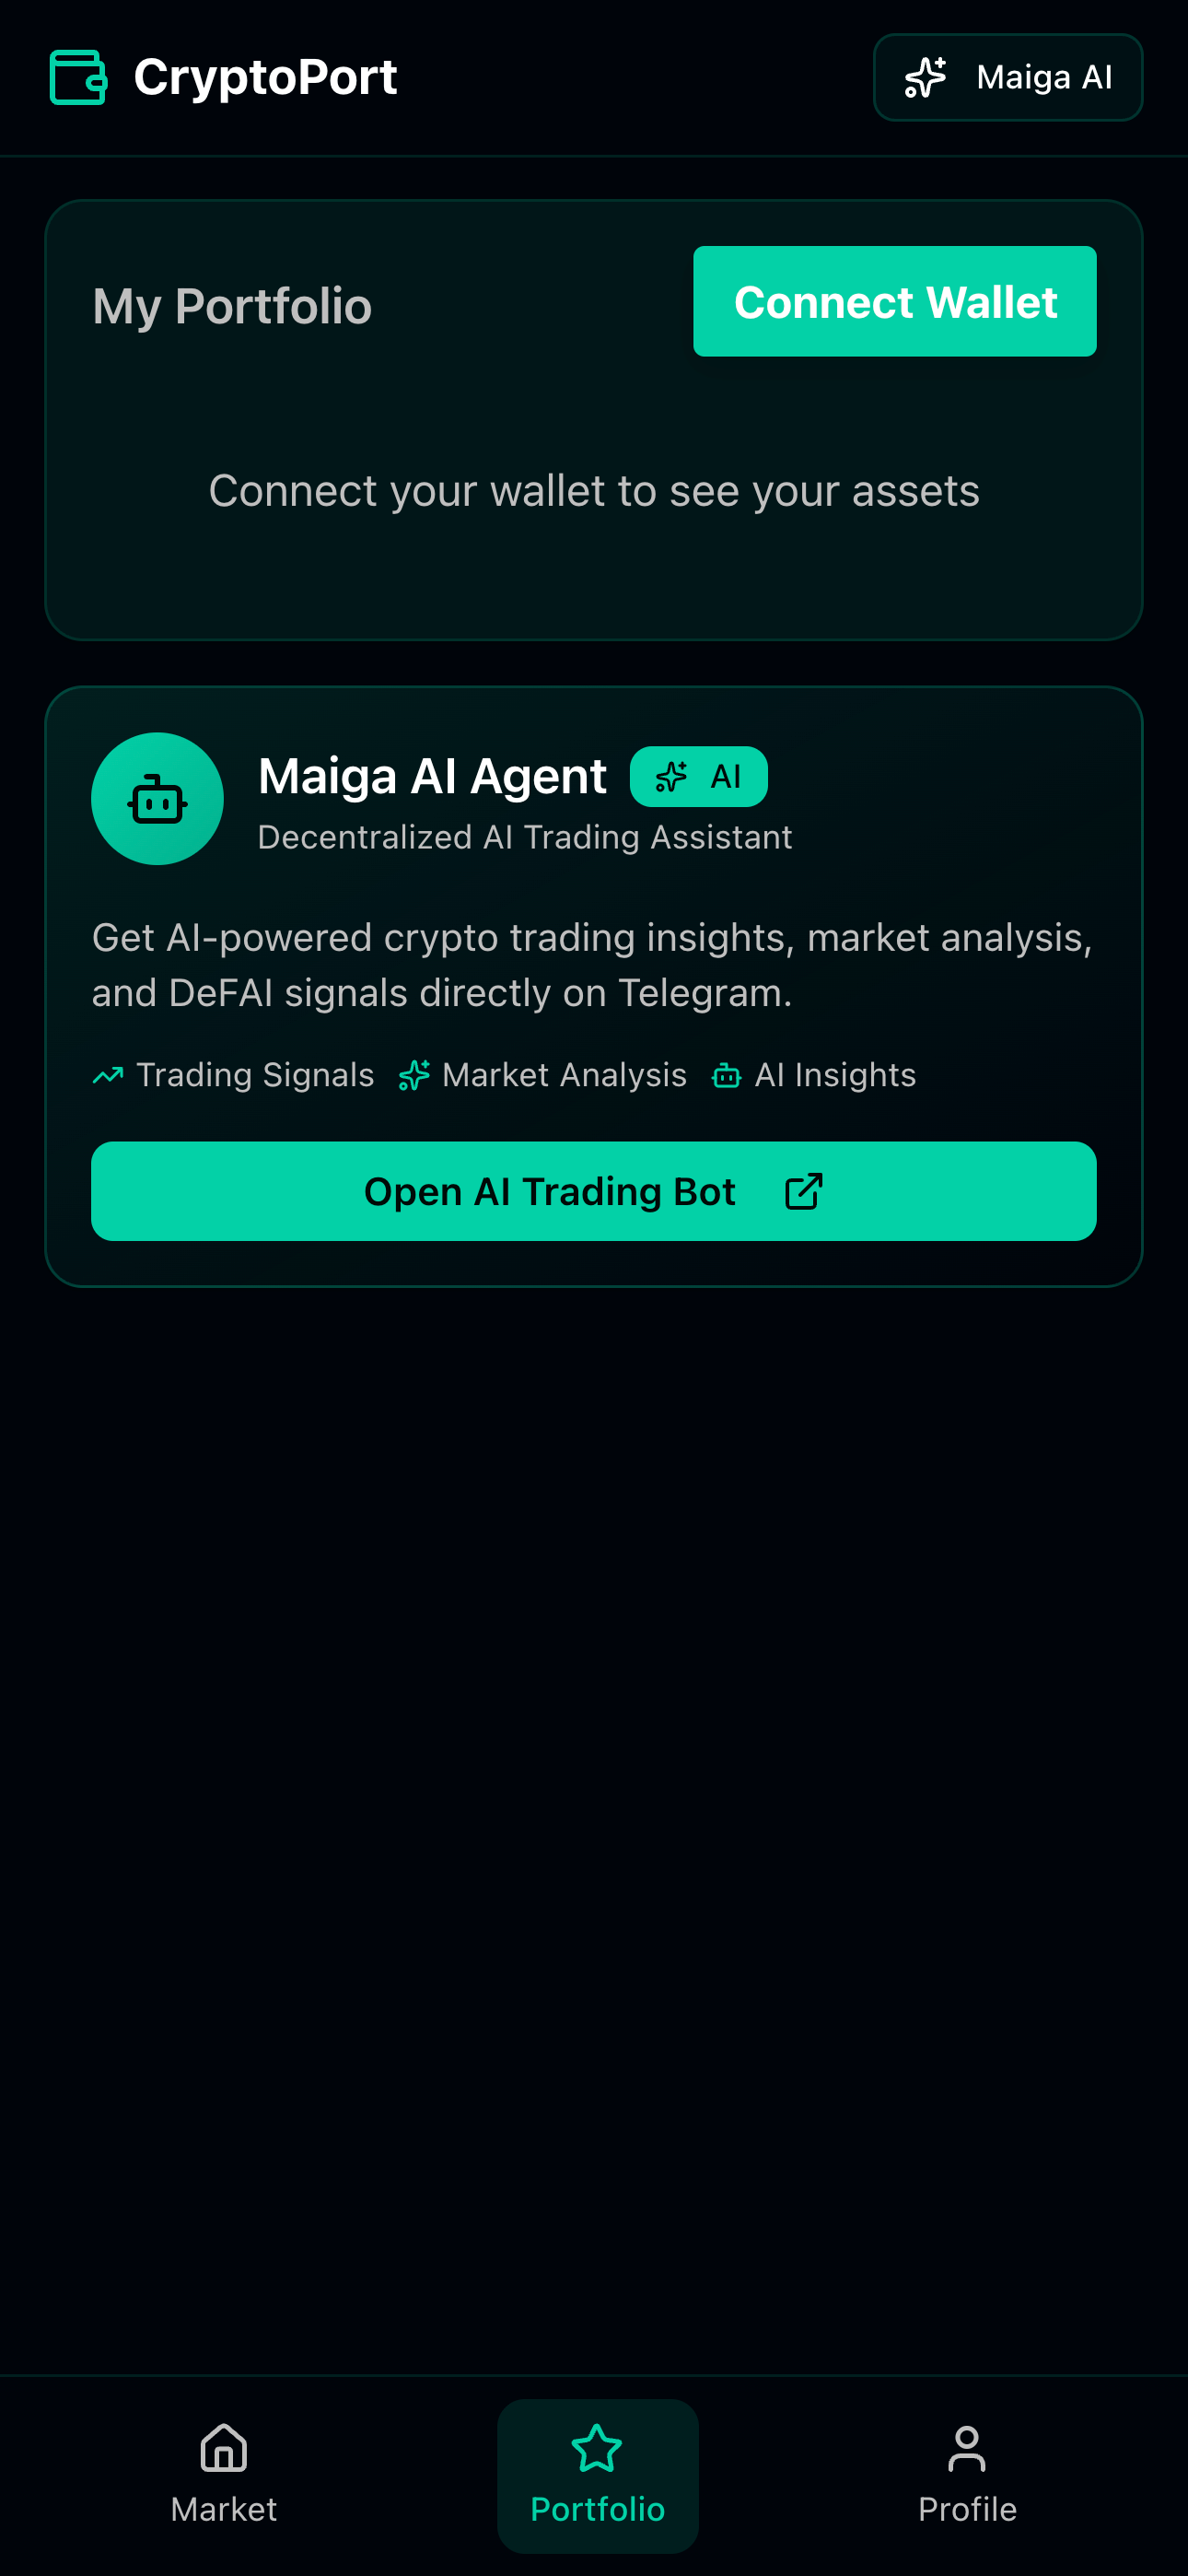 CryptoPort
Maiga AI
My Portfolio
Connect Wallet
Connect your wallet to see your assets
Maiga AI Agent
AI
Decentralized AI Trading Assistant
Get AI-powered crypto trading insights, market analysis,
and DeFAI signals directly on Telegram.
Trading Signals Market Analysis AI Insights
Open AI Trading Bot
Market
Portfolio
Profile